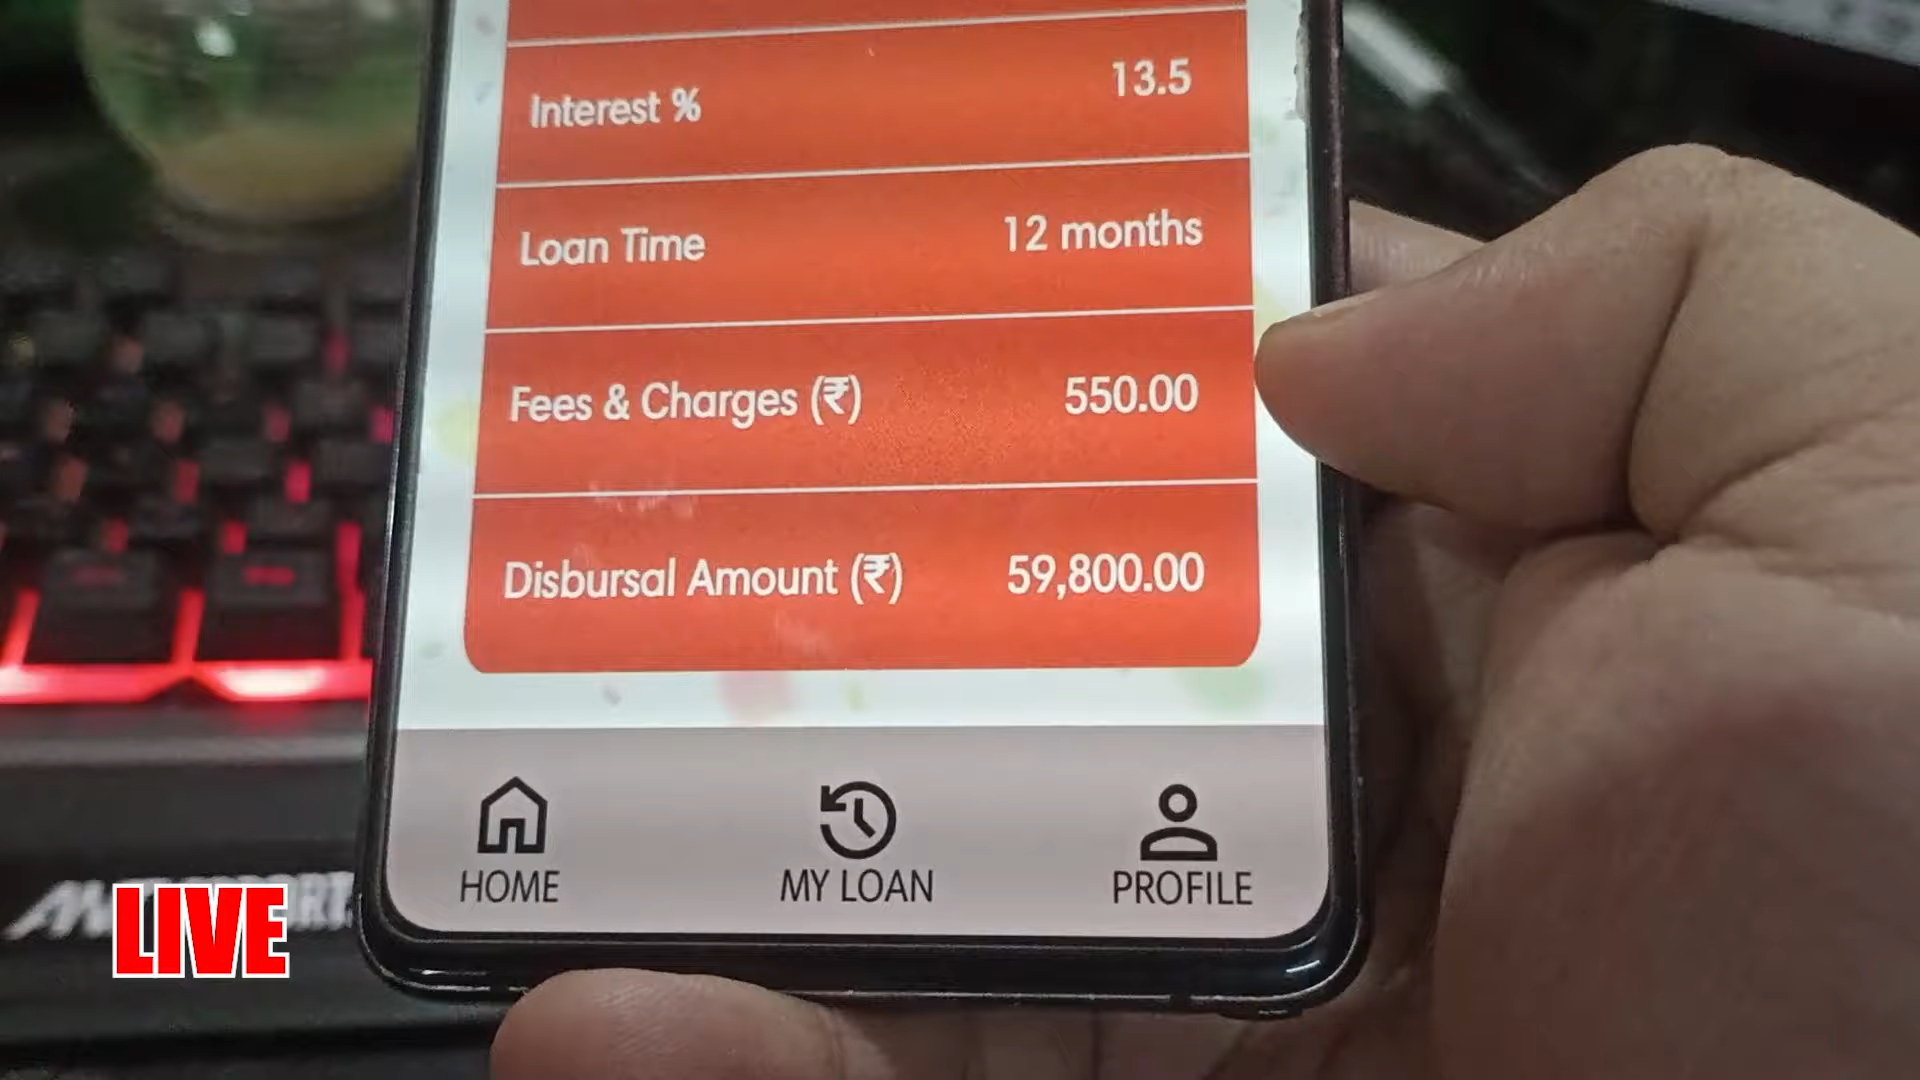 Interest % 13.5
Loan Time 12 months
Fees & Charges (₹) 550.00
Disbursal Amount (₹) 59,800.00
HOME MY LOAN PROFILE
LIVE